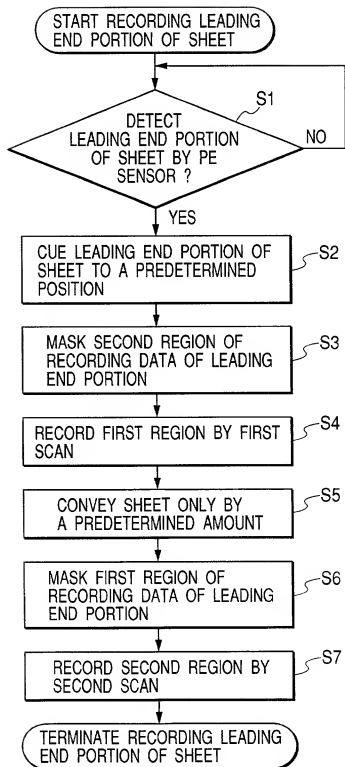 START RECORDING LEADING
END PORTION OF SHEET
S1
DETECT
LEADING END PORTION
OF SHEET BY PE
SENSOR ?
NO
YES
CUE LEADING END PORTION OF
SHEET TO A PREDETERMINED
POSITION
S2
MASK SECOND REGION OF
RECORDING DATA OF LEADING
END PORTION
S3
RECORD FIRST REGION BY FIRST
SCAN
S4
CONVEY SHEET ONLY BY
A PREDETERMINED AMOUNT
S5
MASK FIRST REGION OF
RECORDING DATA OF LEADING
END PORTION
S6
RECORD SECOND REGION BY
SECOND SCAN
S7
TERMINATE RECORDING LEADING
END PORTION OF SHEET